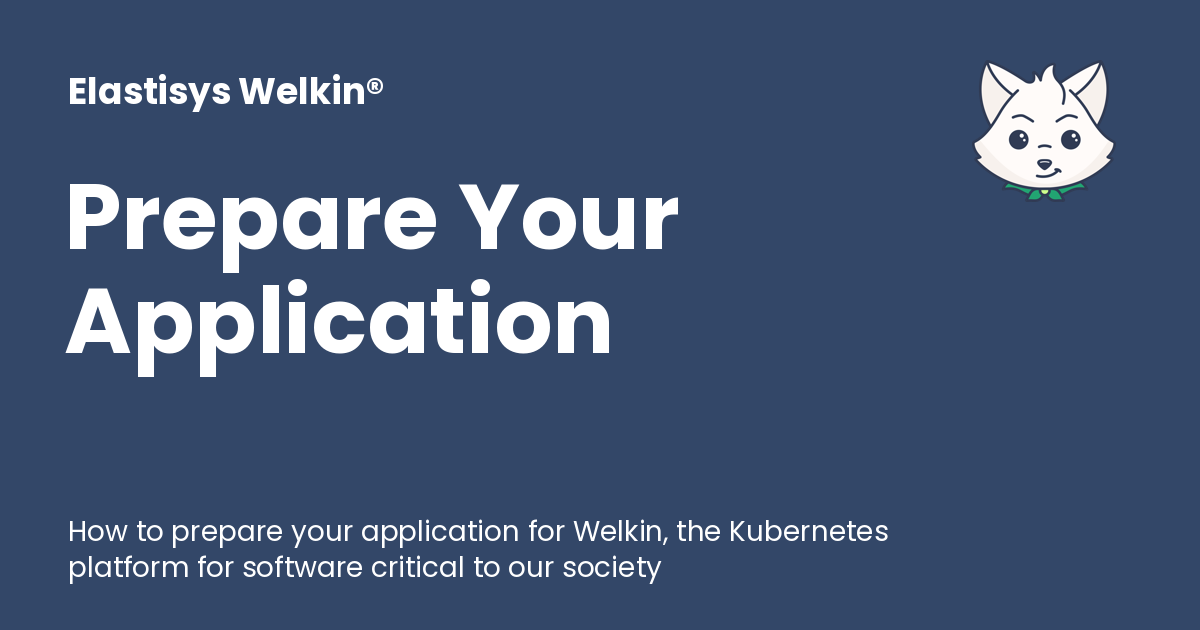 Elastisys Welkin®
Prepare Your
Application
How to prepare your application for Welkin, the Kubernetes
platform for software critical to our society